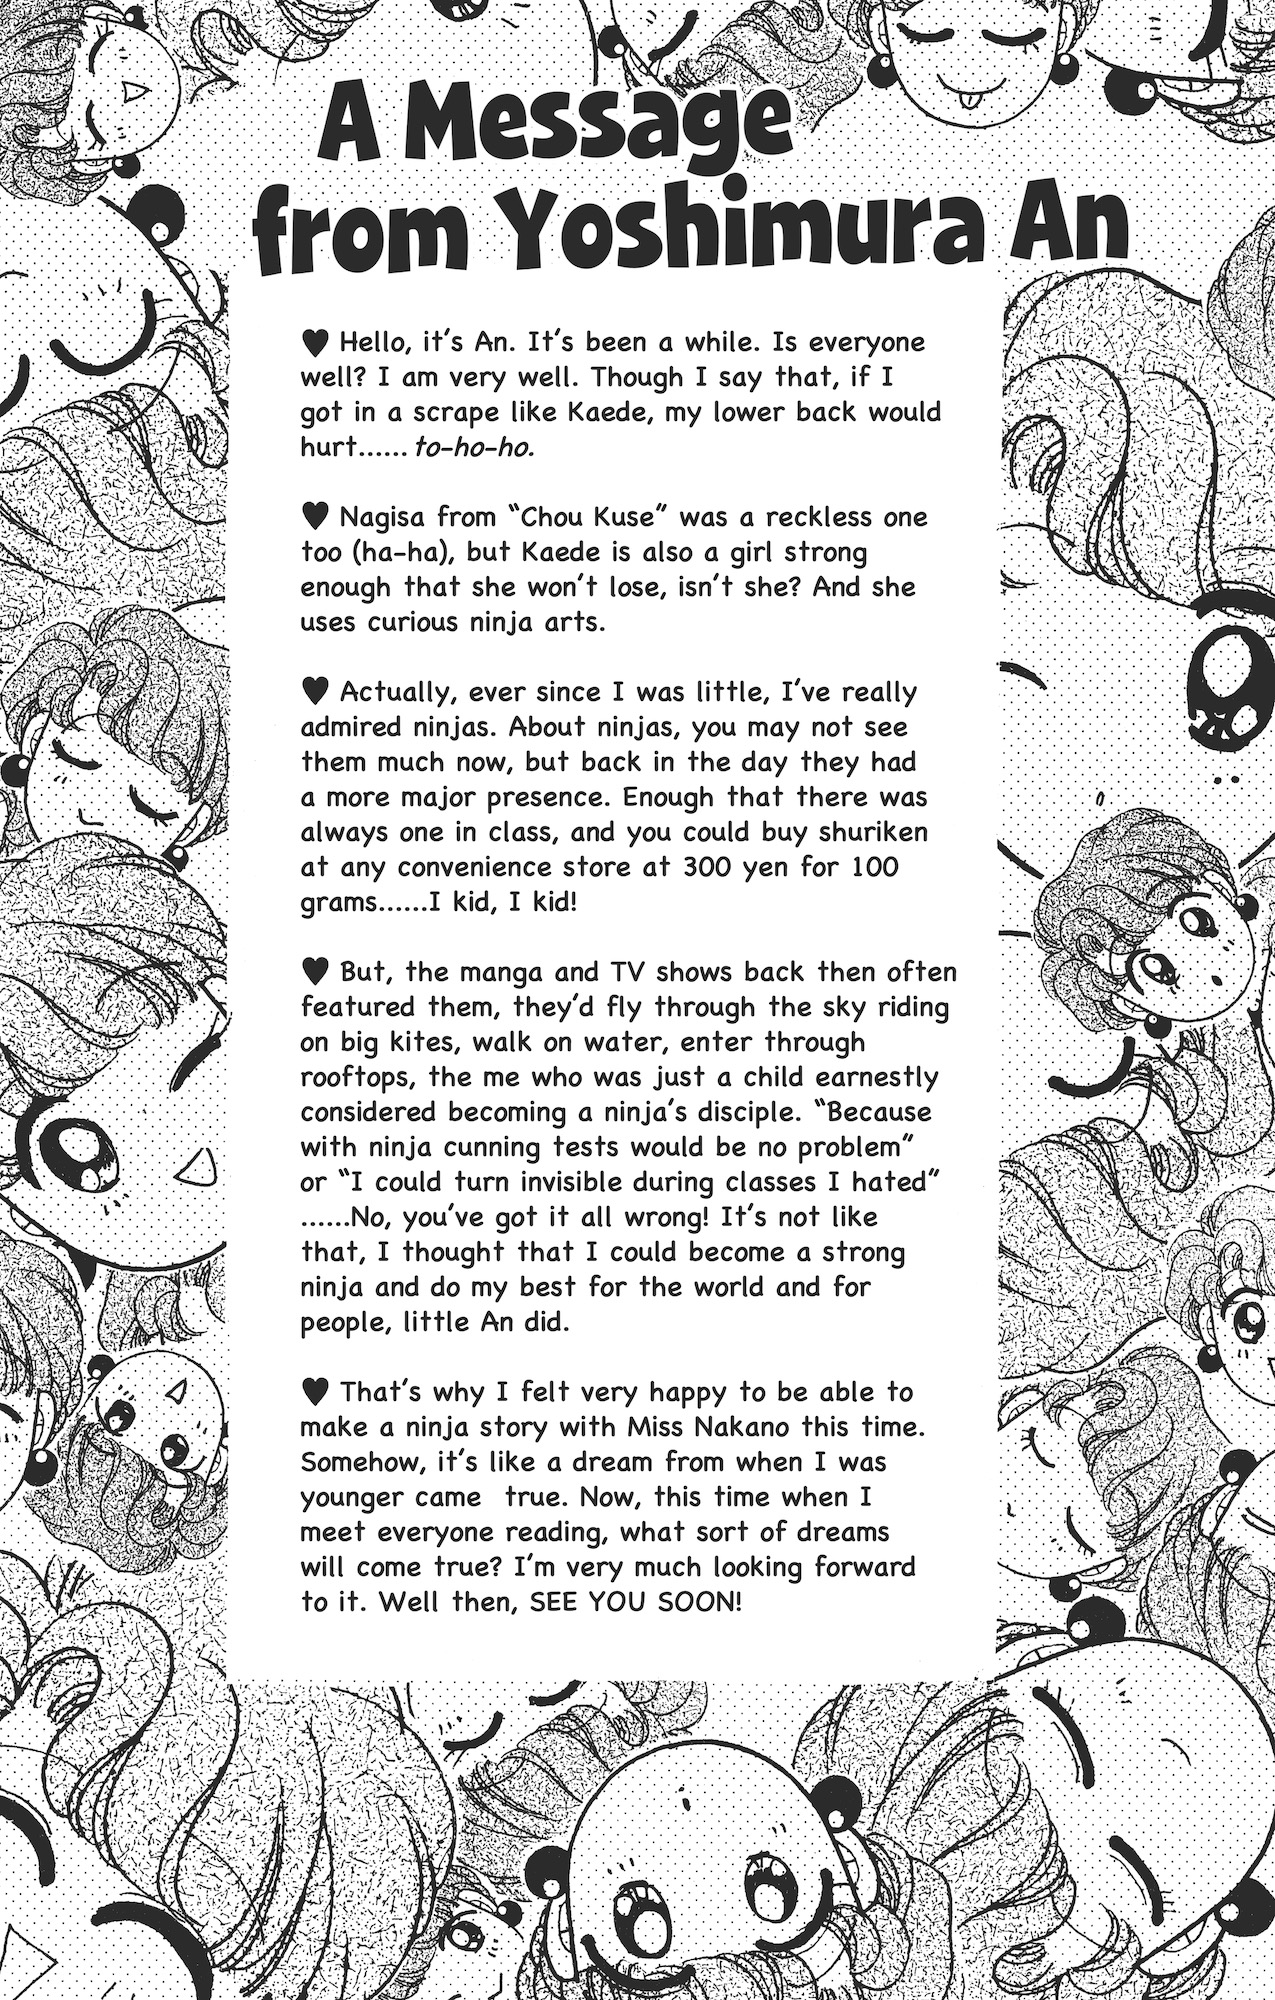 A Message
from Yoshimura An
♥ Hello, it's An. It's been a while. Is everyone
well? I am very well. Though I say that, if I
got in a scrape like Kaede, my lower back would
hurt...... to-ho-ho.
♥ Nagisa from "Chou Kuse" was a reckless one
too (ha-ha), but Kaede is also a girl strong
enough that she won't lose, isn't she? And she
uses curious ninja arts.
♥ Actually, ever since I was little, I've really
admired ninjas. About ninjas, you may not see
them much now, but back in the day they had
a more major presence. Enough that there was
always one in class, and you could buy shuriken
at any convenience store at 300 yen for 100
grams......I kid, I kid!
♥ But, the manga and TV shows back then often
featured them, they'd fly through the sky riding
on big kites, walk on water, enter through
rooftops, the me who was just a child earnestly
considered becoming a ninja's disciple. "Because
with ninja cunning tests would be no problem"
or "I could turn invisible during classes I hated"
......No, you've got it all wrong! It's not like
that, I thought that I could become a strong
ninja and do my best for the world and for
people, little An did.
♥ That's why I felt very happy to be able to
make a ninja story with Miss Nakano this time.
Somehow, it's like a dream from when I was
younger came  true. Now, this time when I
meet everyone reading, what sort of dreams
will come true? I'm very much looking forward
to it. Well then, SEE YOU SOON!